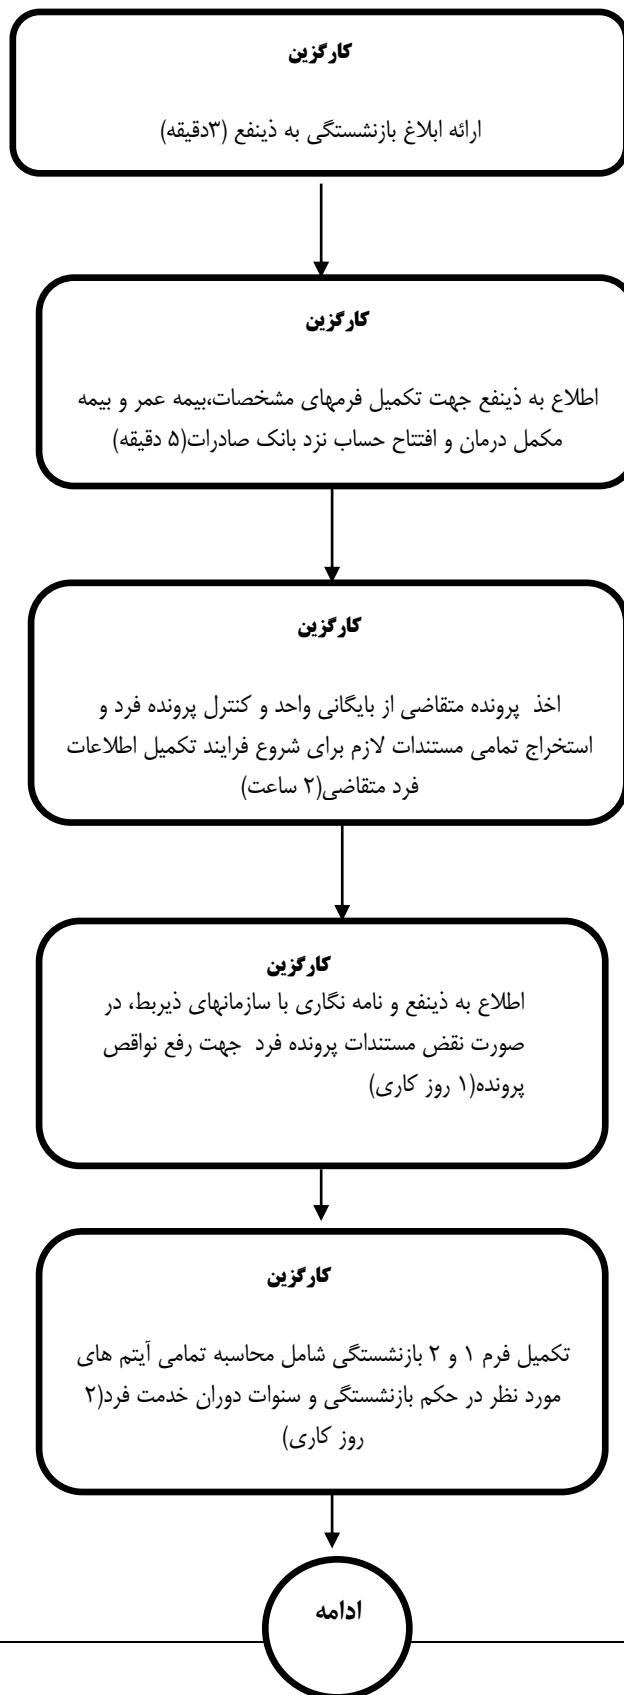 کارگزین
ارائه ابلاغ بازنشستگی به ذینفع (۳دقیقه)
کارگزین
اطلاع به ذینفع جهت تکمیل فرمهای مشخصات،بیمه عمر و بیمه
مکمل درمان و افتتاح حساب نزد بانک صادرات(۵ دقیقه)
کارگزین
اخذ پرونده متقاضی از بایگانی واحد و کنترل پرونده فرد و
استخراج تمامی مستندات لازم برای شروع فرایند تکمیل اطلاعات
فرد متقاضی(۲ ساعت)
کارگزین
اطلاع به ذینفع و نامه نگاری با سازمانهای ذیربط، در
صورت نقض مستندات پرونده فرد جهت رفع نواقص
پرونده(۱ روز کاری)
کارگزین
تکمیل فرم ۱ و ۲ بازنشستگی شامل محاسبه تمامی آیتم های
مورد نظر در حکم بازنشستگی و سنوات دوران خدمت فرد(۲
روز کاری)
ادامه